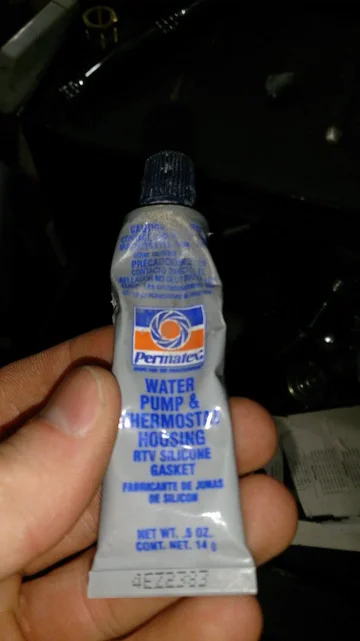 PRECAUCIÓN
Permatex
WATER
PUMP &
THERMOSTAT
HOUSING
RTV SILICONE
GASKET
FABRICANTE DE JUNAS
DE SILICON
NET WT. .5 OZ.
CONT. NET. 14 g
4EZ2383